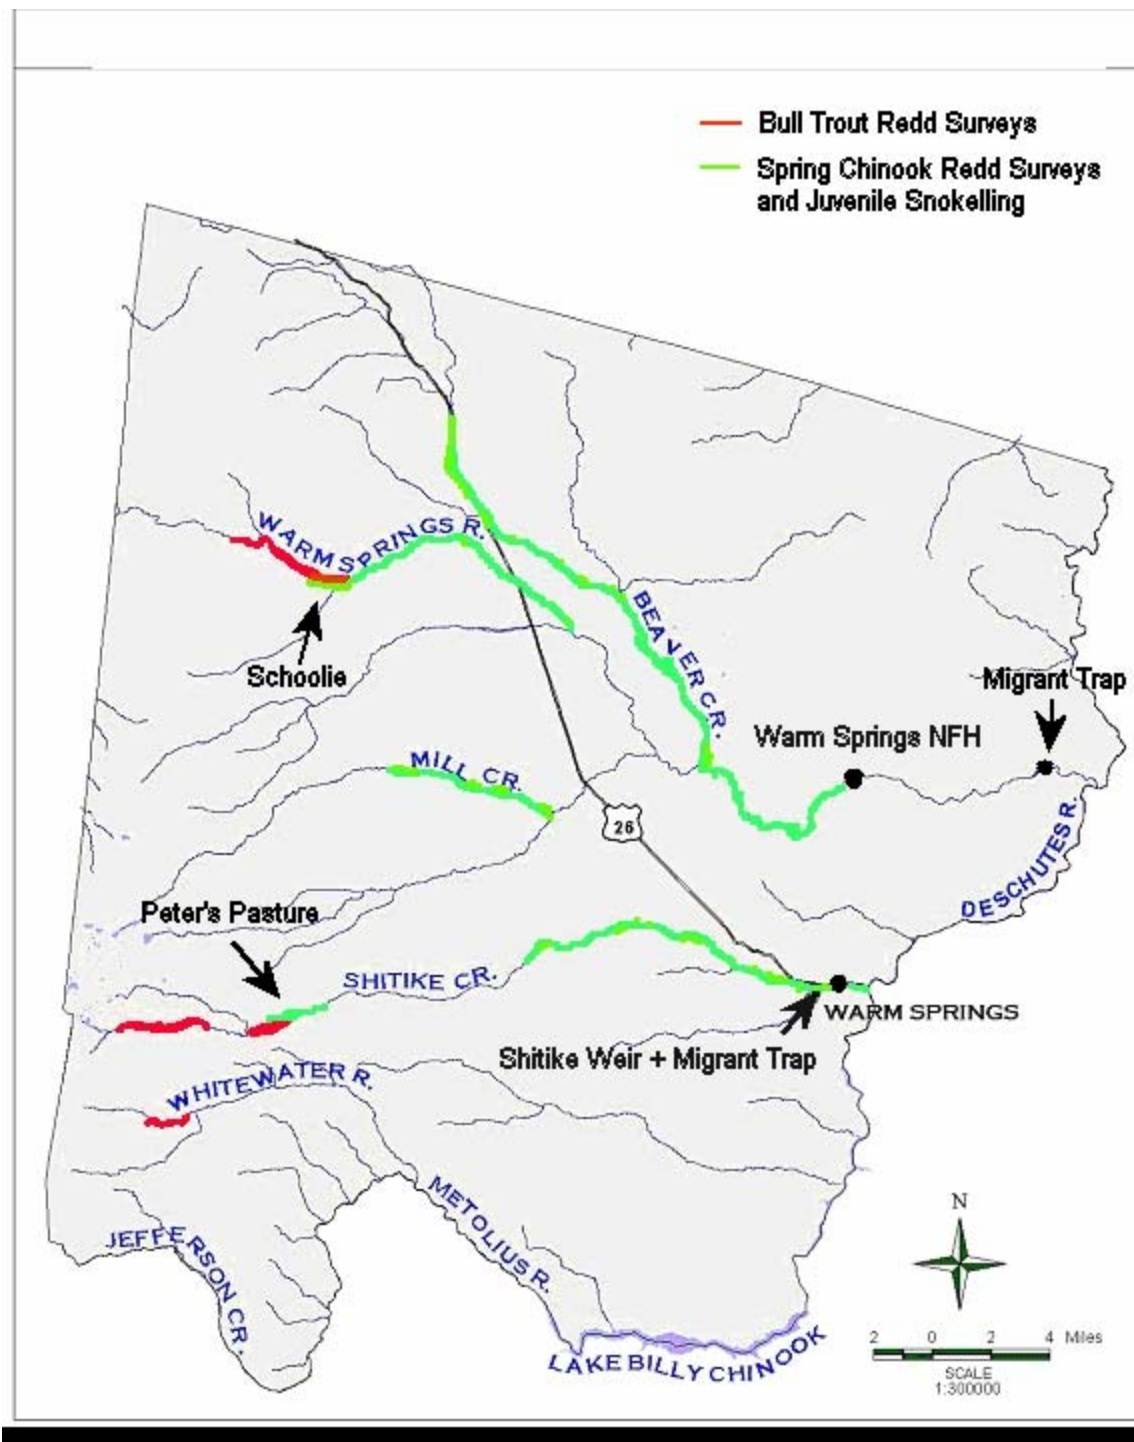 Bull Trout Redd Surveys
Spring Chinook Redd Surveys
and Juvenile Snokelling
WARM SPRINGS R.
Schoolie
BEAVER CR.
Migrant Trap
Warm Springs NFH
MILL CR.
26
DESCHUTES R.
Peter's Pasture
SHITIKE CR.
WARM SPRINGS
Shitike Weir + Migrant Trap
WHITEWATER R.
METOLIUS R.
JEFFERSON CR.
LAKE BILLY CHINOOK
N
2 0 2 4 Miles
SCALE
1:300000